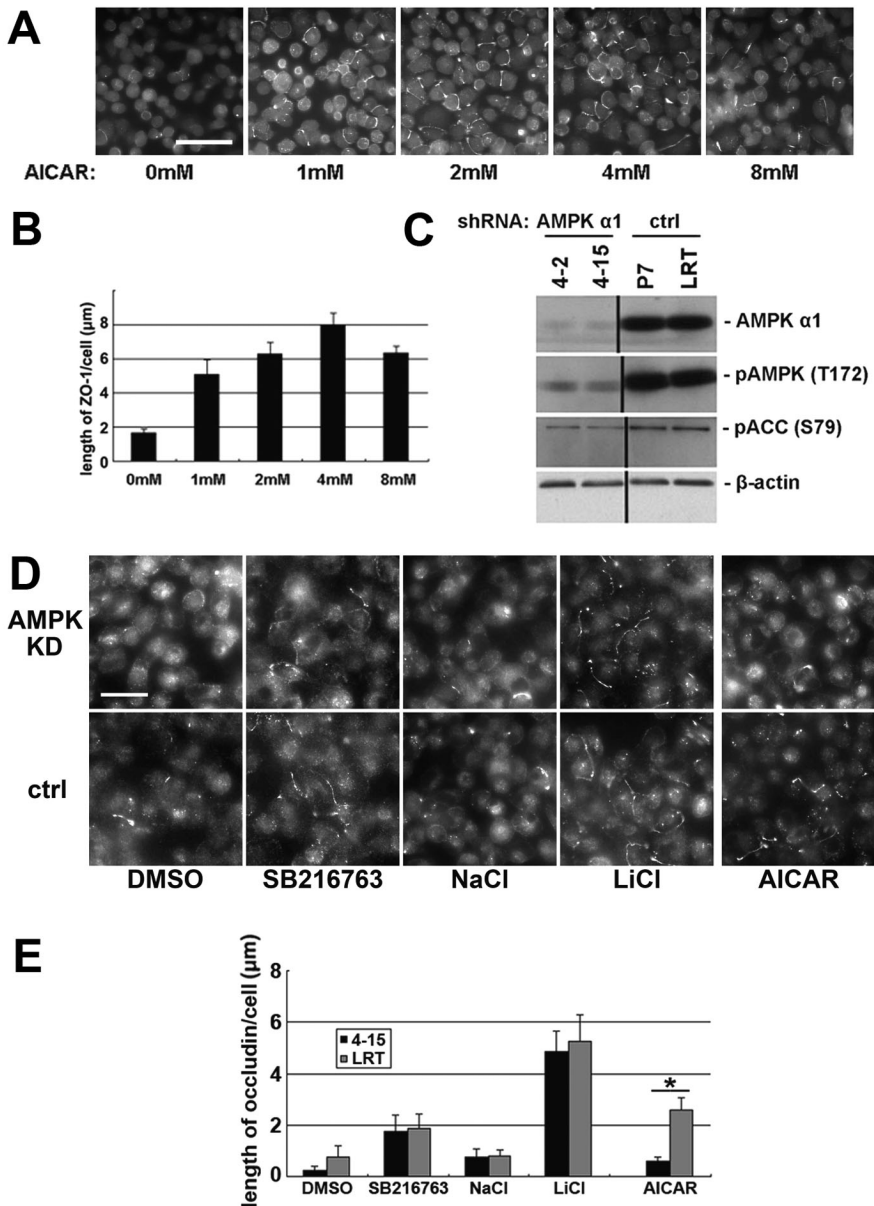 A
AICAR: 0mM 1mM 2mM 4mM 8mM
B
length of ZO-1/cell (µm)
8
6
4
2
0
0mM 1mM 2mM 4mM 8mM
C
shRNA: AMPK α1 ctrl
4-2 4-15 P7 LRT
- AMPK α1
- pAMPK (T172)
- pACC (S79)
- β-actin
D
AMPK
KD
ctrl
DMSO SB216763 NaCl LiCl AICAR
E
length of occludin/cell (µm)
8
6
4
2
0
4-15
LRT
*
DMSO SB216763 NaCl LiCl AICAR